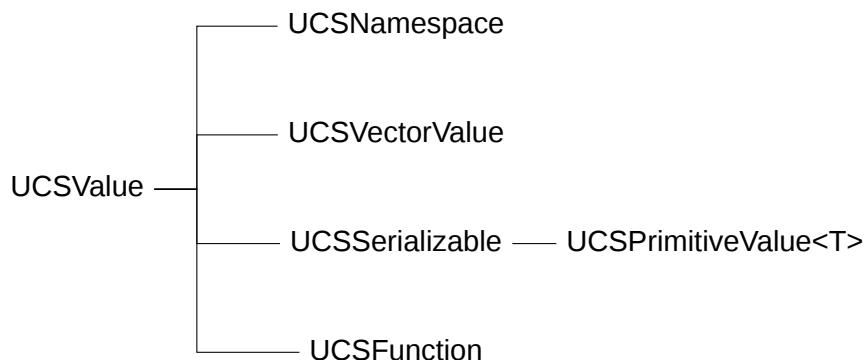 UCSNamespace
UCSVectorValue
UCSValue
UCSSerializable
UCSPrimitiveValue<T>
UCSFunction